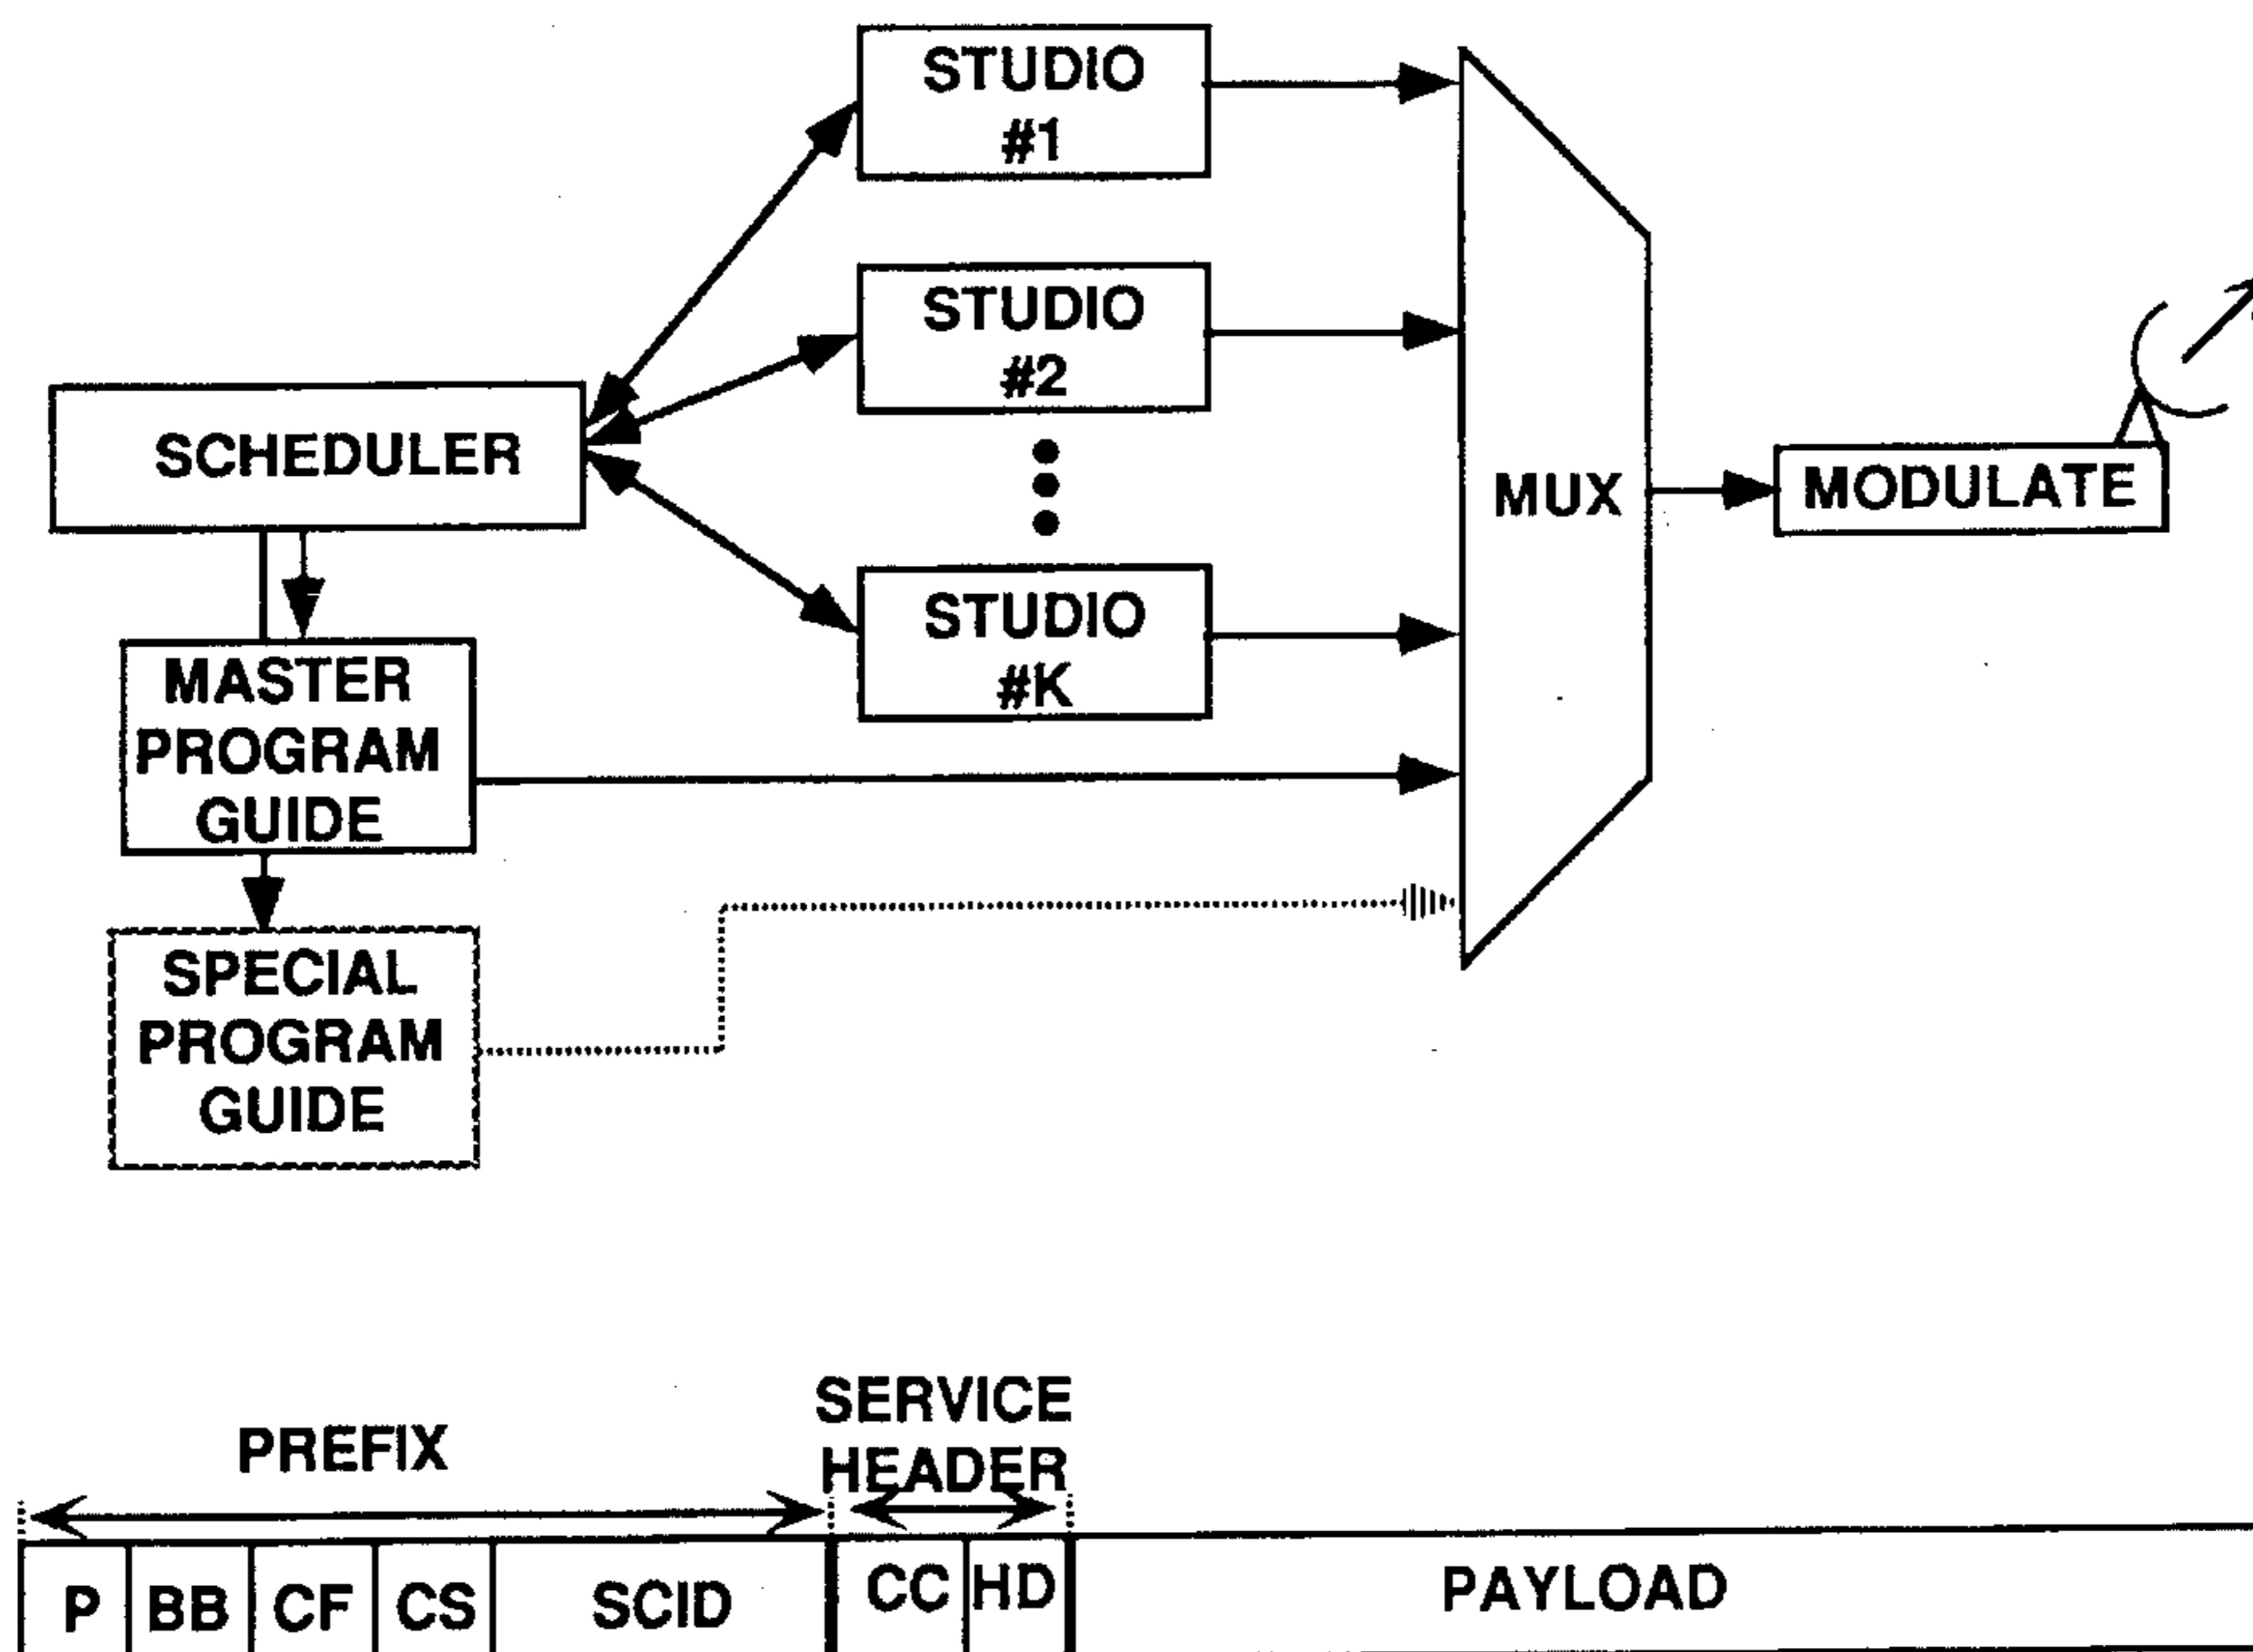 STUDIO
#1
STUDIO
#2
SCHEDULER
MUX
MODULATE
STUDIO
#K
MASTER
PROGRAM
GUIDE
SPECIAL
PROGRAM
GUIDE
PREFIX
SERVICE
HEADER
P BB CF CS SCID CC HD PAYLOAD